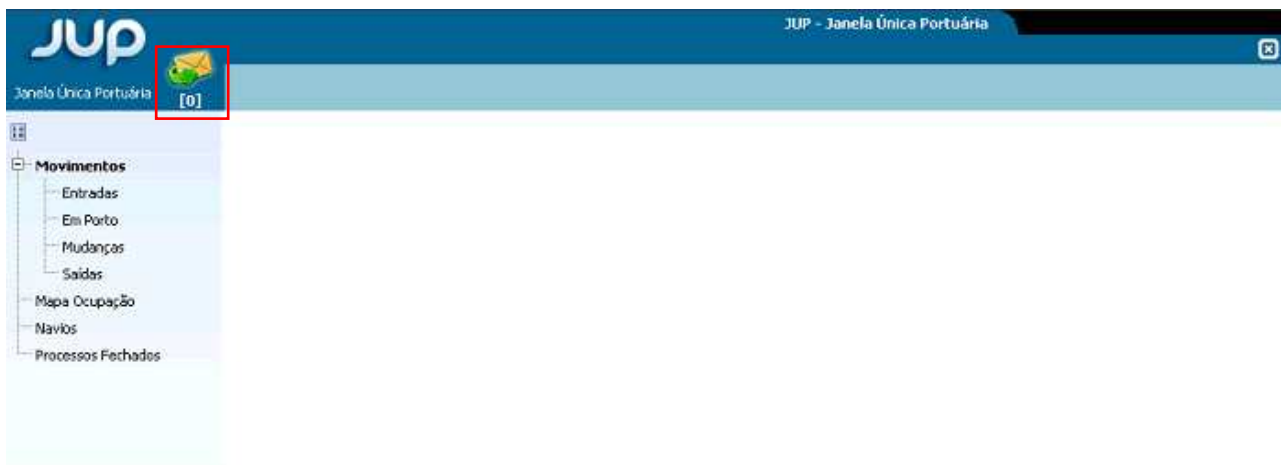 JUP - Janela Única Portuária
JUP
Janela Única Portuária
[0]
Movimentos
Entradas
Em Porto
Mudanças
Saídas
Mapa Ocupação
Navios
Processos Fechados